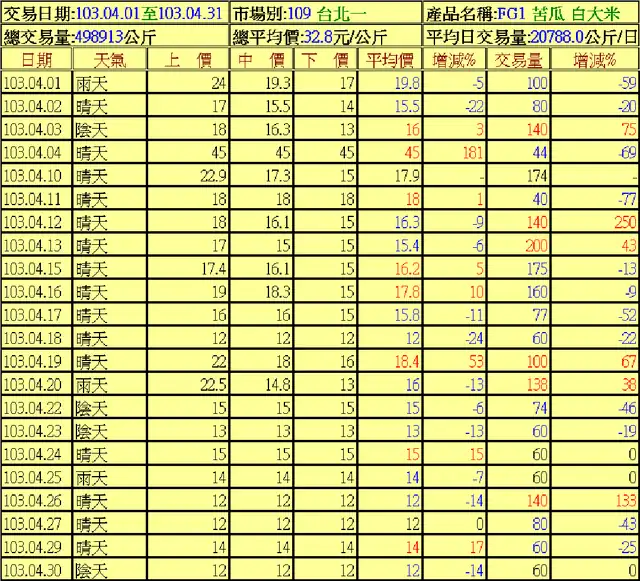 交易日期:103.04.01至103.04.31 市場別:109 台北一 產品名稱:FG1 苦瓜 白大米
總交易量:498913公斤 總平均價:32.8元/公斤 平均日交易量:20788.0公斤/日
日期 天氣 上 價 中 價 下 價 平均價 增減% 交易量 增減%
103.04.01 雨天 24 19.3 17 19.8 -5 100 -59
103.04.02 晴天 17 15.5 14 15.5 -22 80 -20
103.04.03 陰天 18 16.3 13 16 3 140 75
103.04.04 晴天 45 45 45 45 181 44 -69
103.04.10 晴天 22.9 17.3 15 17.9 - 174 -
103.04.11 晴天 18 18 18 18 1 40 -77
103.04.12 晴天 18 16.1 15 16.3 -9 140 250
103.04.13 晴天 17 15 15 15.4 -6 200 43
103.04.15 晴天 17.4 16.1 15 16.2 5 175 -13
103.04.16 晴天 19 18.3 15 17.8 10 160 -9
103.04.17 晴天 16 16 15 15.8 -11 77 -52
103.04.18 晴天 12 12 12 12 -24 60 -22
103.04.19 晴天 22 18 16 18.4 53 100 67
103.04.20 雨天 22.5 14.8 13 16 -13 138 38
103.04.22 陰天 15 15 15 15 -6 74 -46
103.04.23 陰天 13 13 13 13 -13 60 -19
103.04.24 晴天 15 15 15 15 15 60 0
103.04.25 雨天 14 14 14 14 -7 60 0
103.04.26 晴天 12 12 12 12 -14 140 133
103.04.27 晴天 12 12 12 12 0 80 -43
103.04.29 晴天 14 14 14 14 17 60 -25
103.04.30 陰天 12 12 12 12 -14 60 0